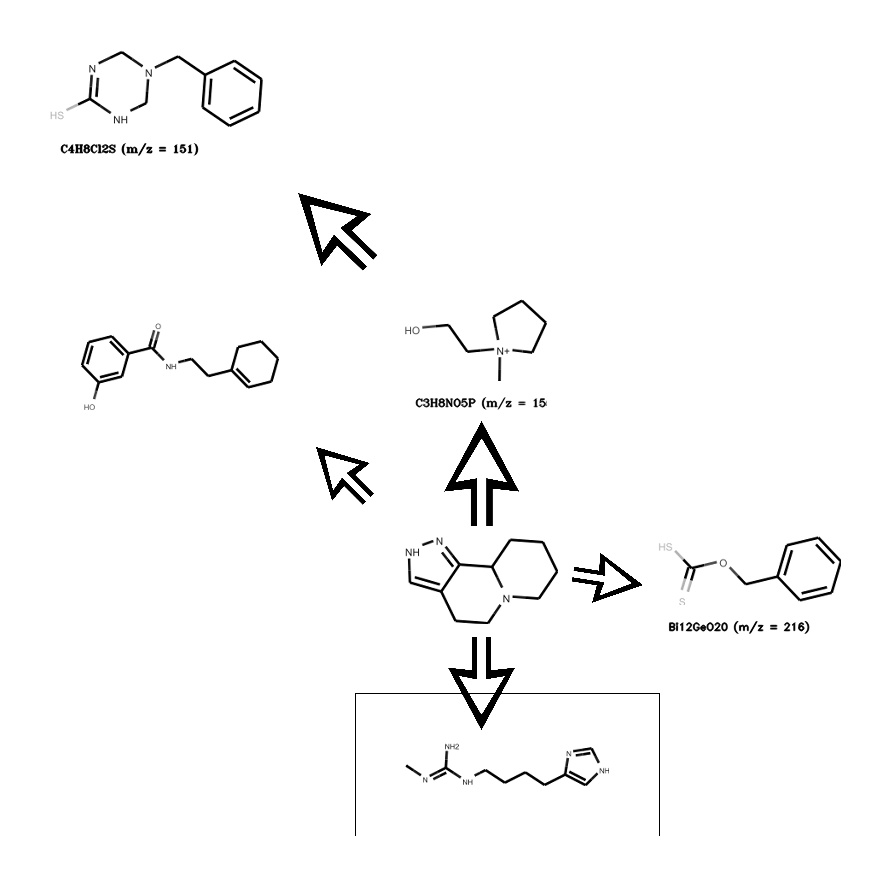 N
N
HS
NH
C4H8Cl2S (m/z = 151)
O
HO
N+
NH
HO
C3H8NO5P (m/z = 15
N
NH
N
HS
O
S
Bi12GeO20 (m/z = 216)
NH2
N
N
NH
NH